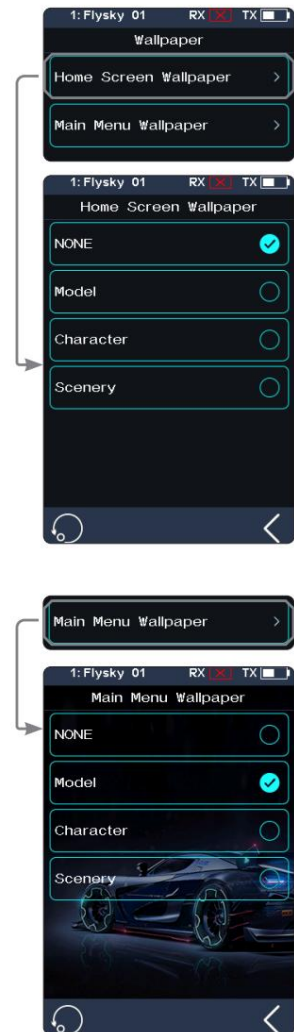 1: Flysky 01 RX TX
Wallpaper
Home Screen Wallpaper
Main Menu Wallpaper
1: Flysky 01 RX TX
Home Screen Wallpaper
NONE
Model
Character
Scenery
Main Menu Wallpaper
1: Flysky 01 RX TX
Main Menu Wallpaper
NONE
Model
Character
Scenery